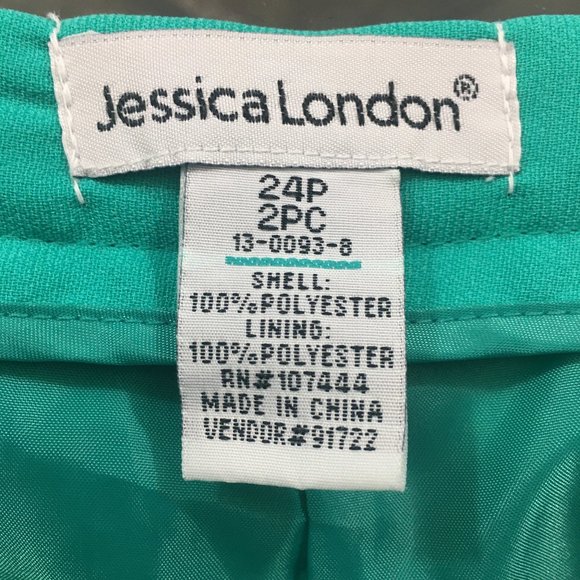 Jessica London®
24P
2PC
13-0093-8
SHELL:
100%POLYESTER
LINING:
100%POLYESTER
RN#107444
MADE IN CHINA
VENDOR#91722